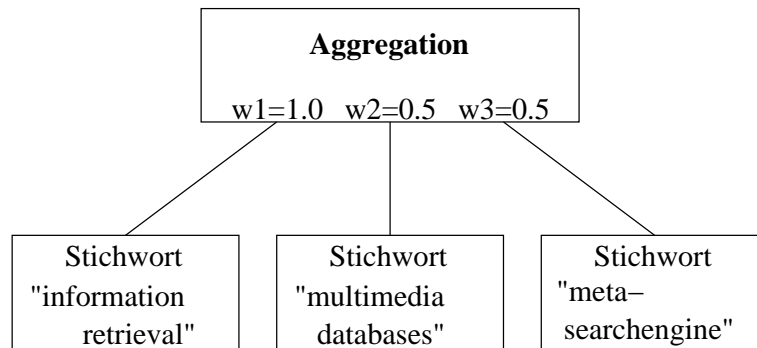 Aggregation
w1=1.0 w2=0.5 w3=0.5
Stichwort
"information
retrieval"
Stichwort
"multimedia
databases"
Stichwort
"meta−
searchengine"